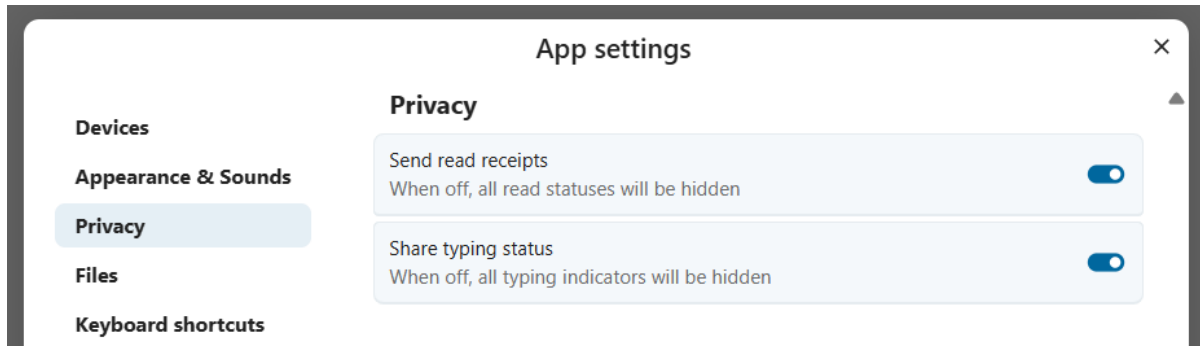 App settings
Devices
Appearance & Sounds
Privacy
Files
Keyboard shortcuts
Privacy
Send read receipts
When off, all read statuses will be hidden
Share typing status
When off, all typing indicators will be hidden